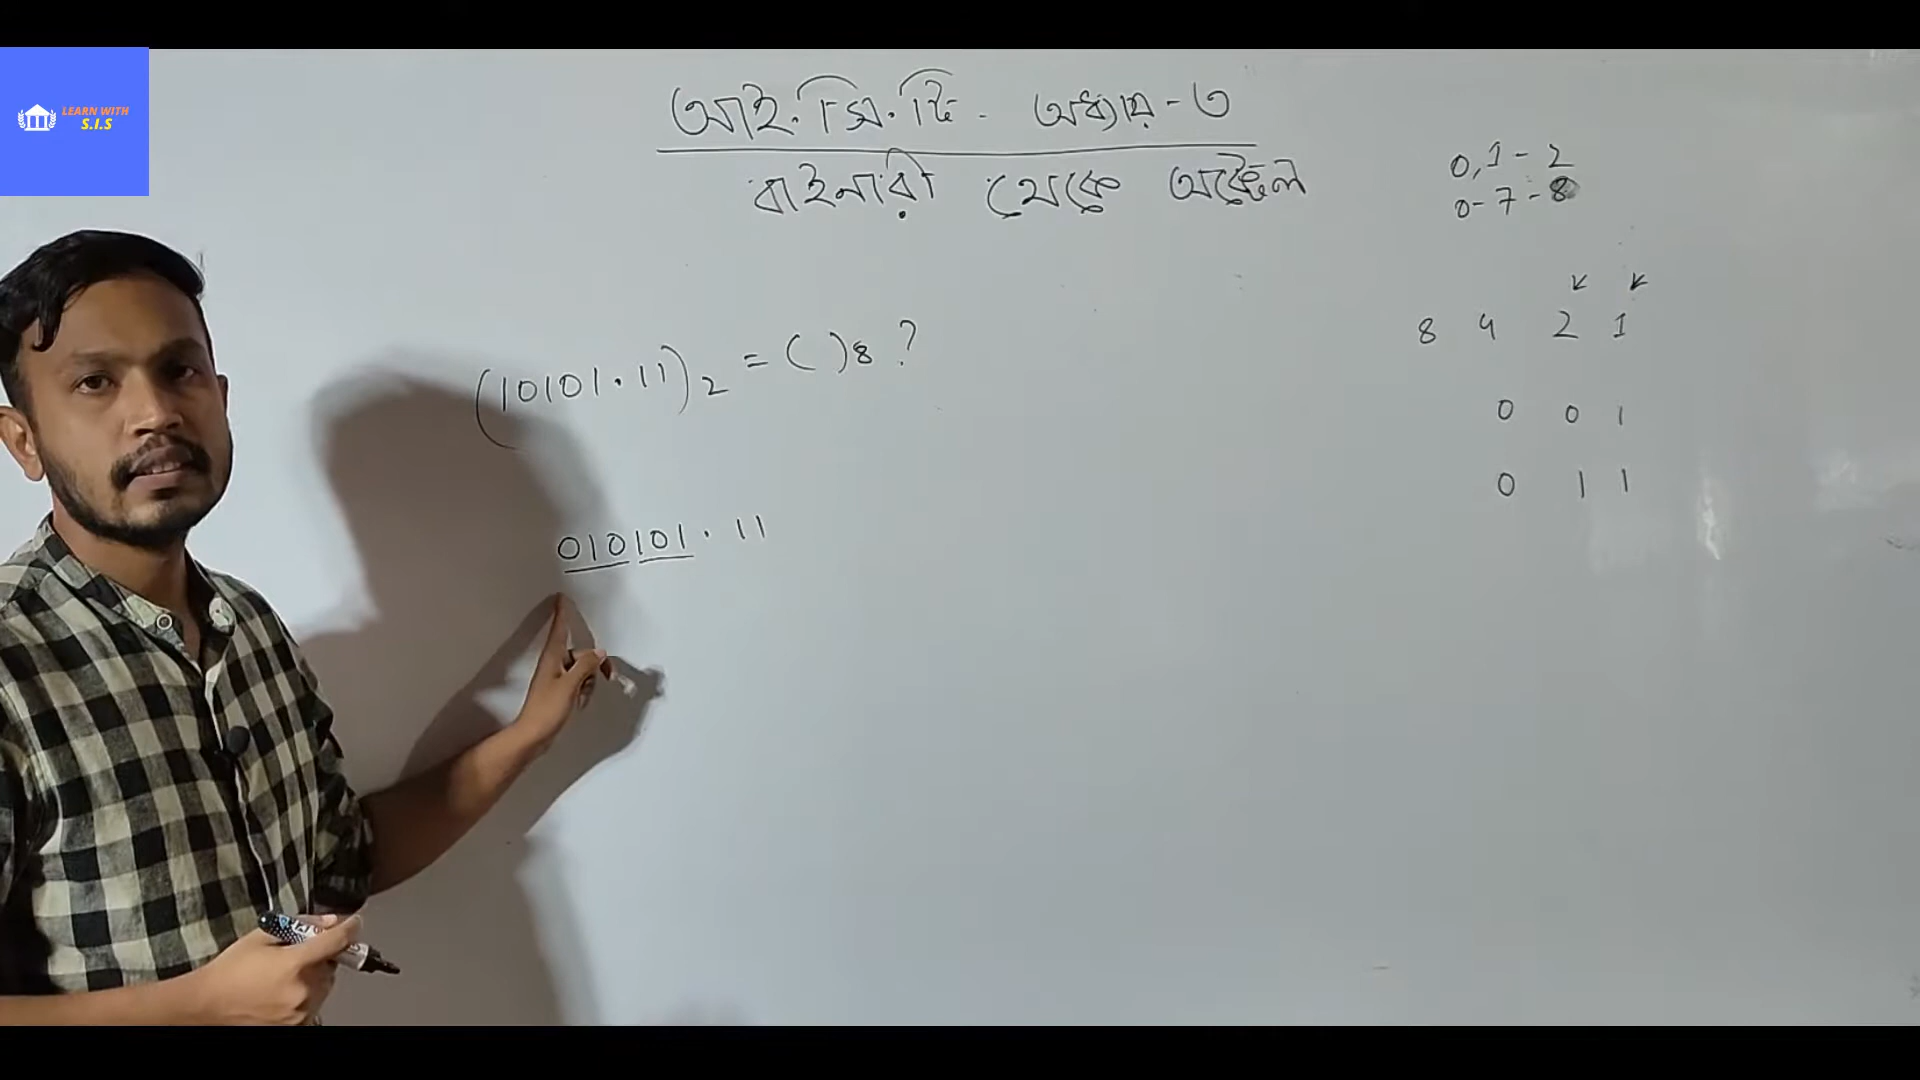 LEARN WITH
S.I.S
আই.সি.টি. অধ্যায়-৩
বাইনারী থেকে অক্টাল
0,1-2
0-7-8
8 4 2 1
(10101.11)2 = ( )8 ?
0 0 1
0 1 1
010101.11